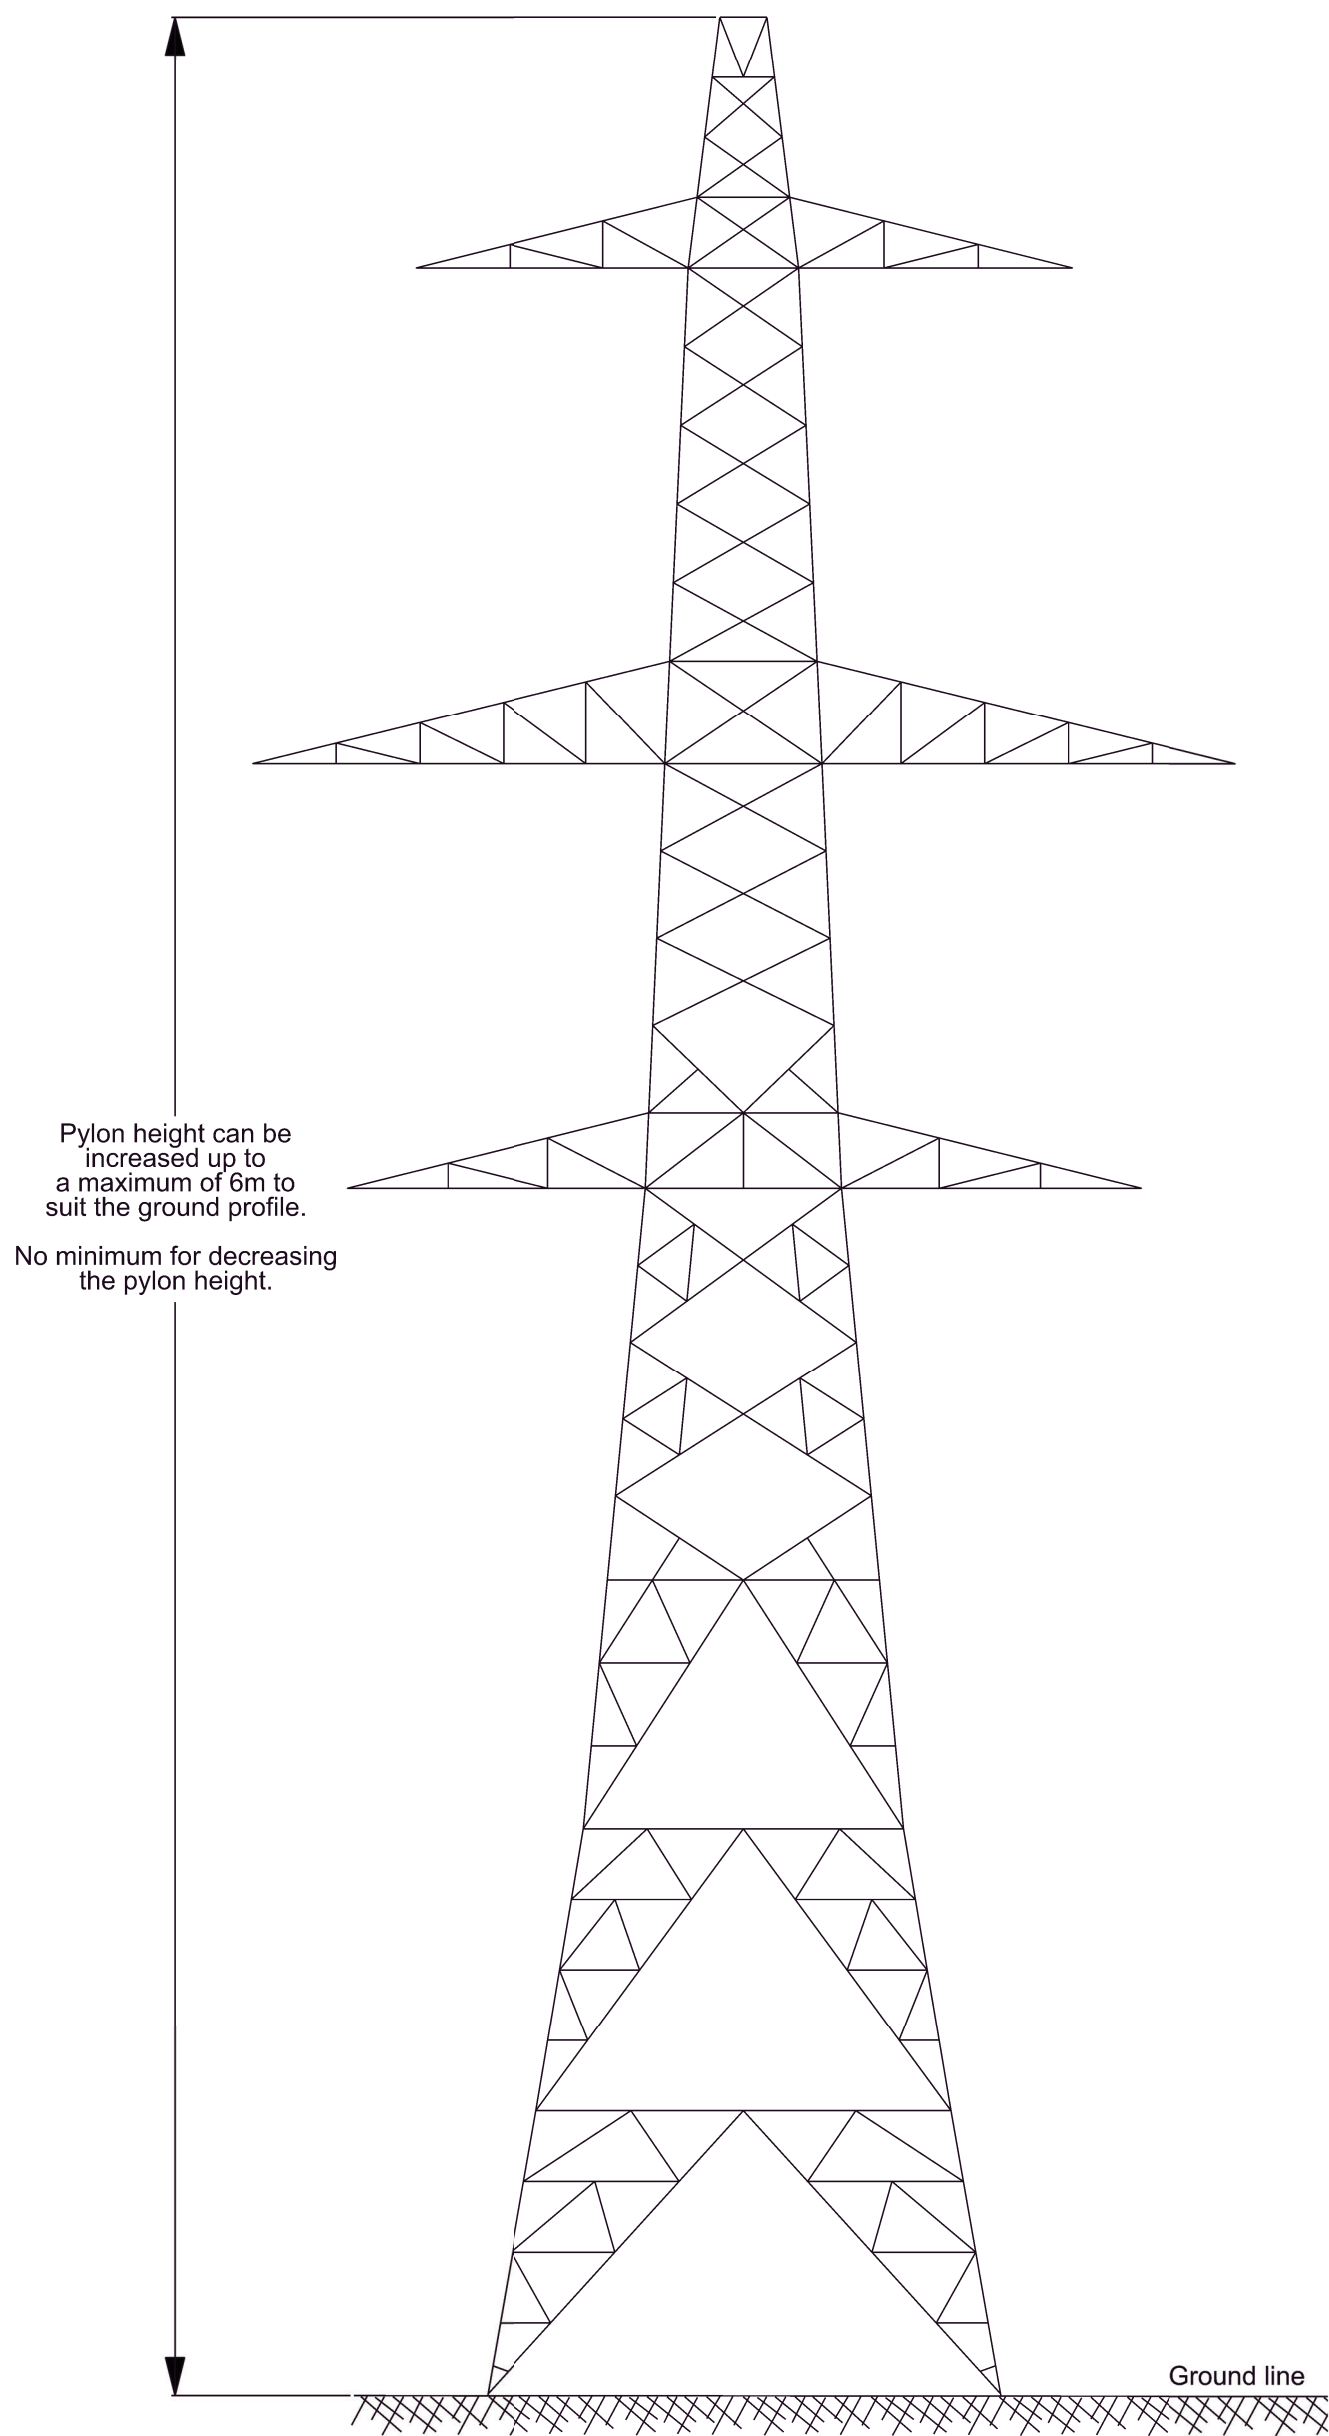 Pylon height can be
increased up to
a maximum of 6m to
suit the ground profile.
No minimum for decreasing
the pylon height.
Ground line